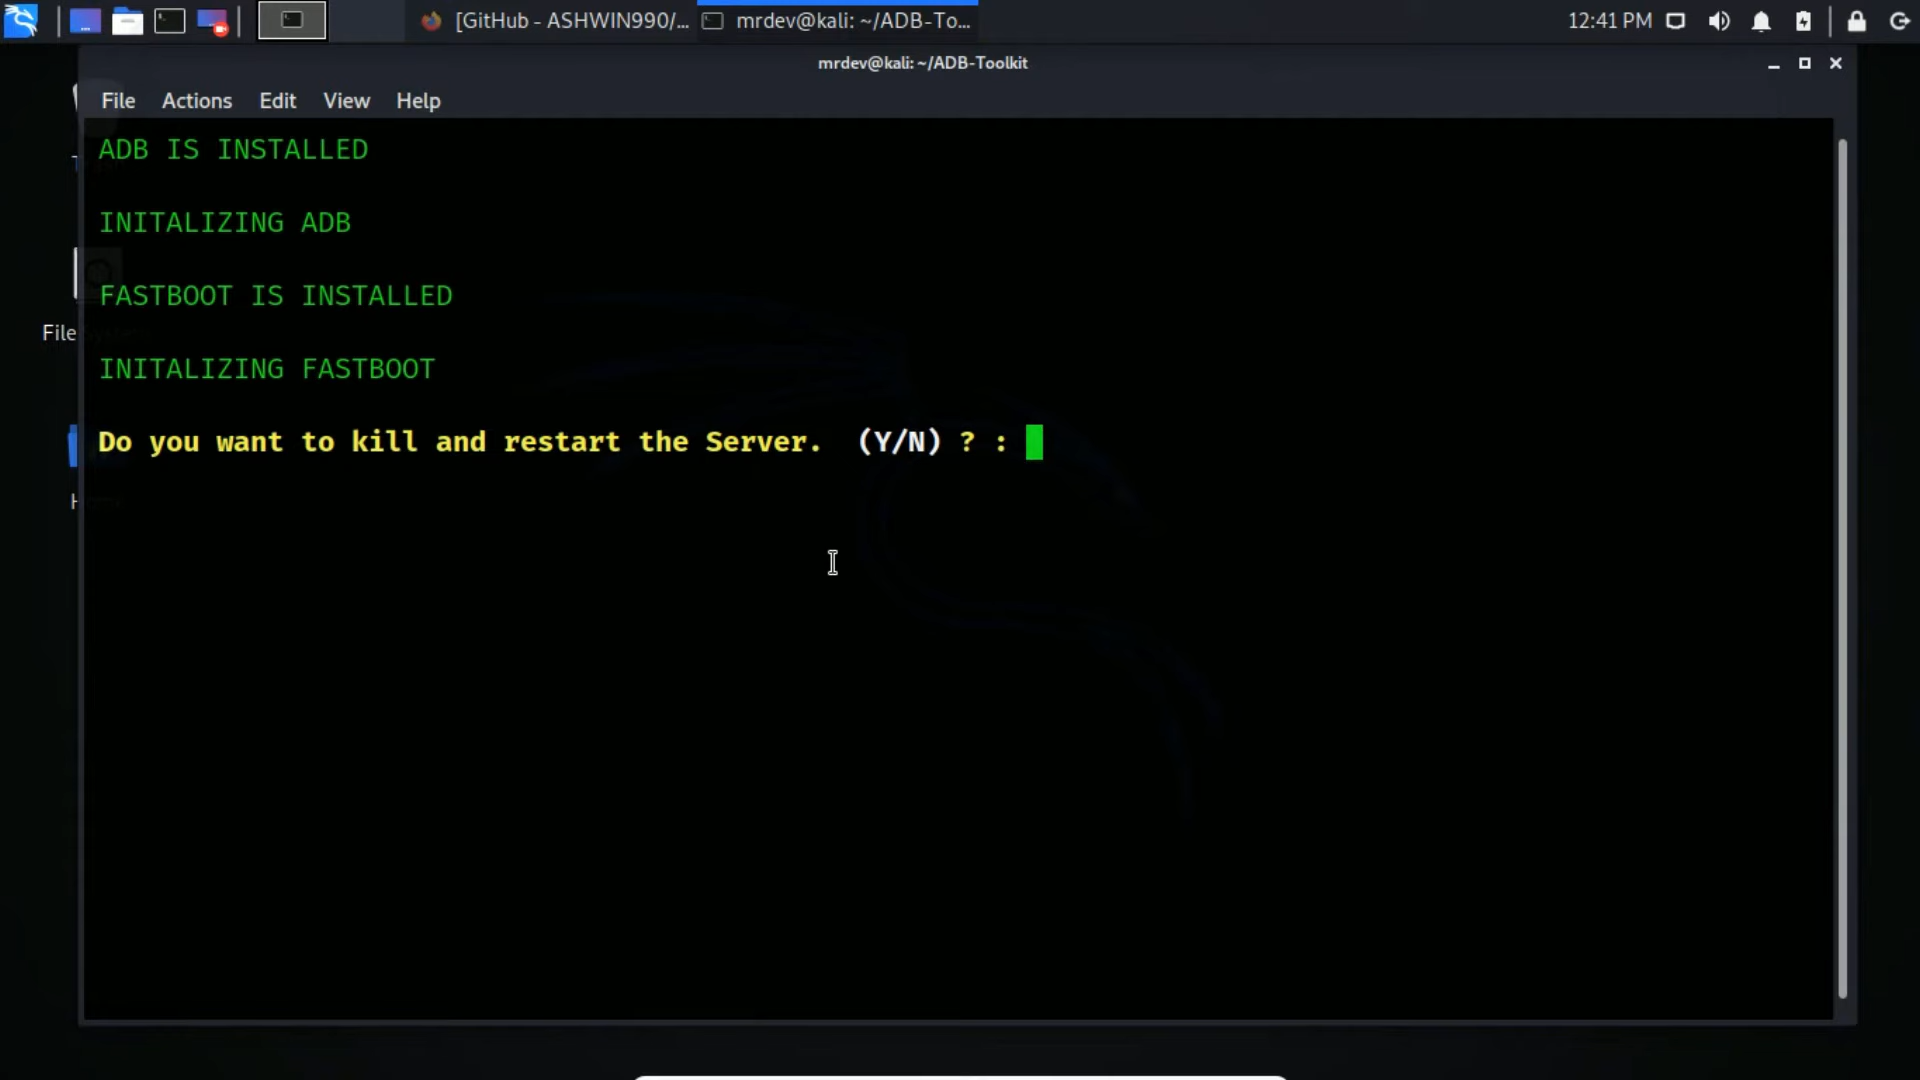 [GitHub - ASHWIN990/... mrdev@kali: ~/ADB-To... 12:41 PM
mrdev@kali: ~/ADB-Toolkit
File Actions Edit View Help
ADB IS INSTALLED
INITALIZING ADB
FASTBOOT IS INSTALLED
File
INITALIZING FASTBOOT
Do you want to kill and restart the Server. (Y/N) ? :